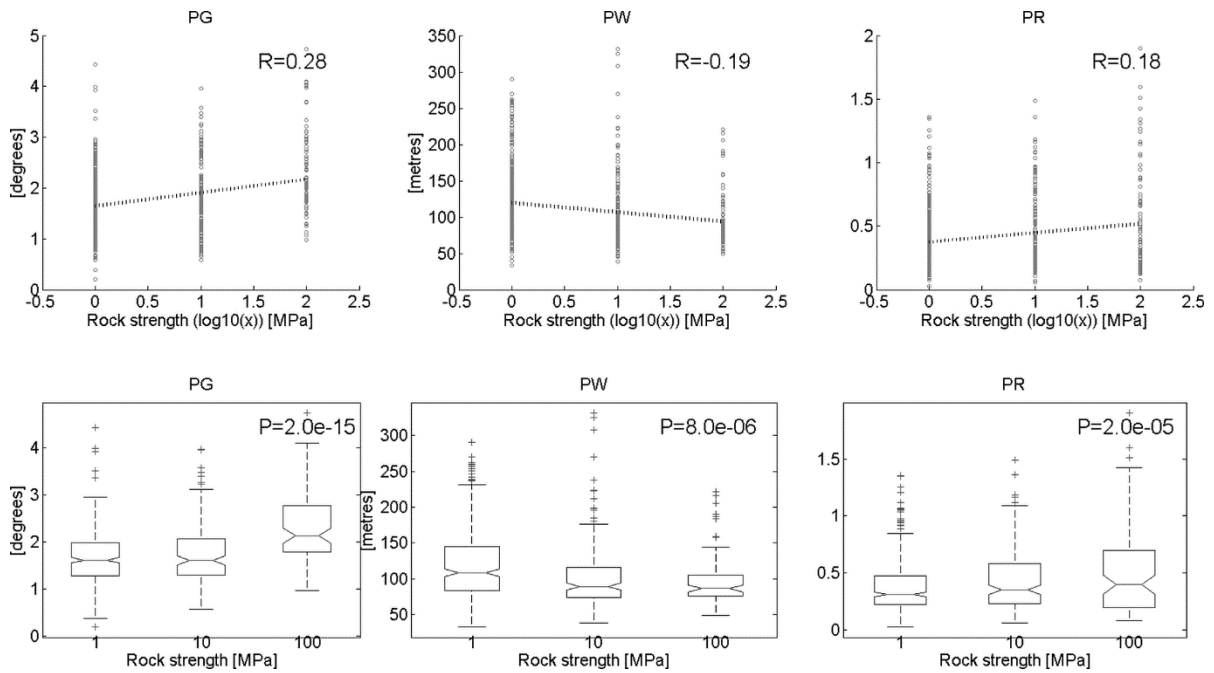 PG
R=0.28
[degrees]
5
4
3
2
1
0
-0.5 0 0.5 1 1.5 2 2.5
Rock strength (log10(x)) [MPa]
PW
R=-0.19
[metres]
350
300
250
200
150
100
50
0
-0.5 0 0.5 1 1.5 2 2.5
Rock strength (log10(x)) [MPa]
PR
R=0.18
2
1.5
1
0.5
0
-0.5 0 0.5 1 1.5 2 2.5
Rock strength (log10(x)) [MPa]
PG
P=2.0e-15
[degrees]
4
3
2
1
0
1 10 100
Rock strength [MPa]
PW
P=8.0e-06
[metres]
300
250
200
150
100
50
1 10 100
Rock strength [MPa]
PR
P=2.0e-05
1.5
1
0.5
0
1 10 100
Rock strength [MPa]